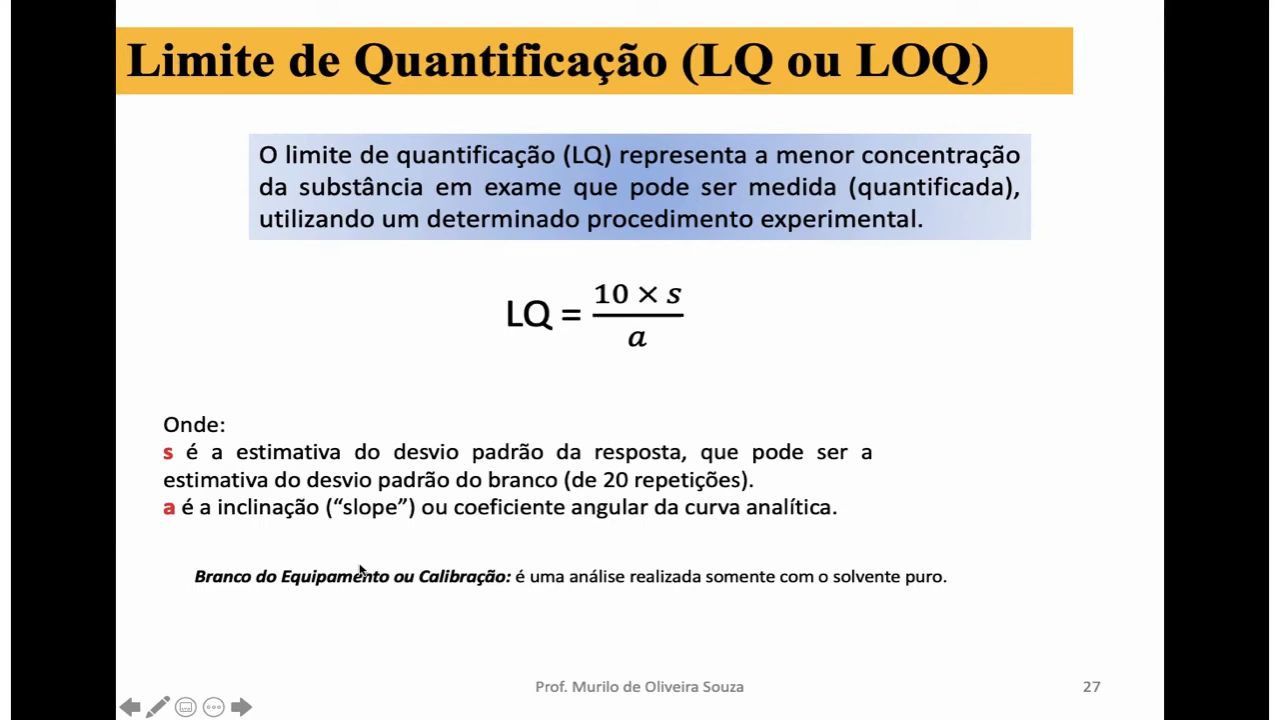 Limite de Quantificação (LQ ou LOQ)
O limite de quantificação (LQ) representa a menor concentração
da substância em exame que pode ser medida (quantificada),
utilizando um determinado procedimento experimental.
LQ = \frac{10 × s}{a}
Onde:
s é a estimativa do desvio padrão da resposta, que pode ser a
estimativa do desvio padrão do branco (de 20 repetições).
a é a inclinação (“slope”) ou coeficiente angular da curva analítica.
Branco do Equipamento ou Calibração: é uma análise realizada somente com o solvente puro.
Prof. Murilo de Oliveira Souza
27